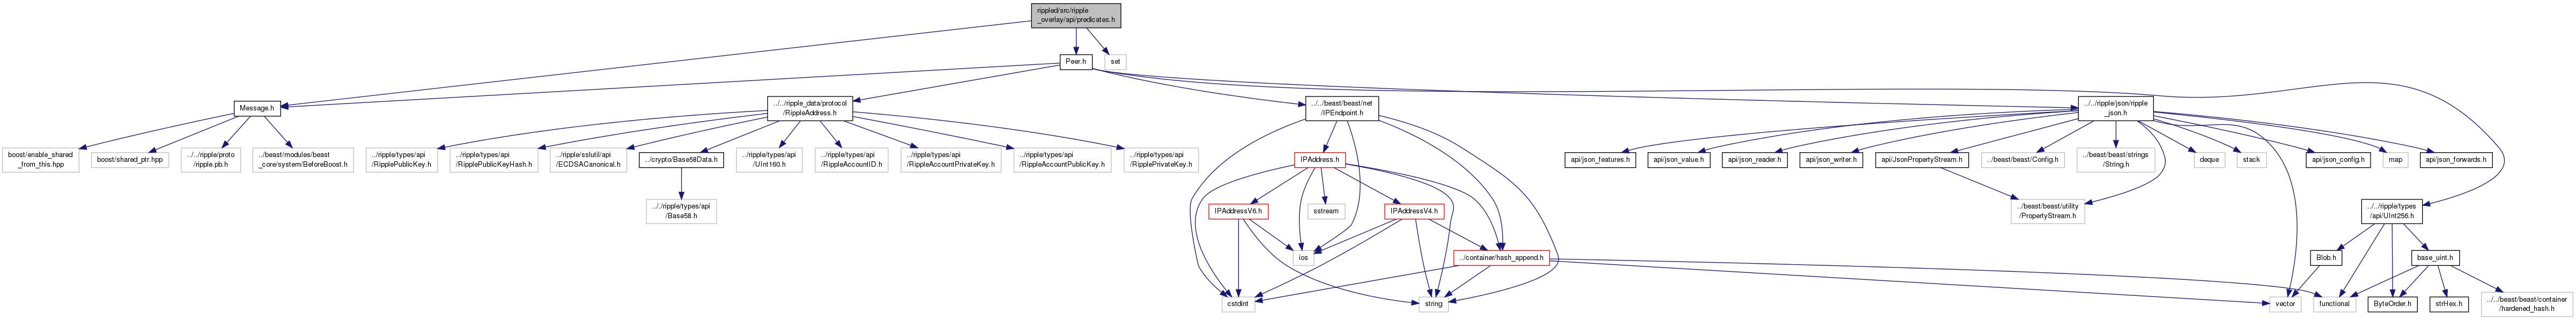 rippled/src/ripple
_overlay/api/predicates.h
Peer.h
set
Message.h
../../ripple_data/protocol
/RippleAddress.h
../../beast/beast/net
/IPEndpoint.h
../../ripple/json/ripple
_json.h
boost/enable_shared
_from_this.hpp
boost/shared_ptr.hpp
../../ripple/proto
/ripple.pb.h
../beast/modules/beast
_core/system/BeforeBoost.h
../ripple/types/api
/RipplePublicKey.h
../ripple/types/api
/RipplePublicKeyHash.h
../ripple/sslutil/api
/ECDSACanonical.h
../crypto/Base58Data.h
../ripple/types/api
/UInt160.h
../ripple/types/api
/RippleAccountID.h
../ripple/types/api
/RippleAccountPrivateKey.h
../ripple/types/api
/RippleAccountPublicKey.h
../ripple/types/api
/RipplePrivateKey.h
IPAddress.h
api/json_features.h
api/json_value.h
api/json_reader.h
api/json_writer.h
api/JsonPropertyStream.h
../beast/beast/Config.h
../beast/beast/strings
/String.h
deque
stack
api/json_config.h
map
api/json_forwards.h
../../ripple/types/api
/Base58.h
IPAddressV6.h
sstream
IPAddressV4.h
../beast/beast/utility
/PropertyStream.h
../../ripple/types
/api/UInt256.h
ios
../container/hash_append.h
Blob.h
base_uint.h
cstdint
string
vector
functional
ByteOrder.h
strHex.h
../../beast/beast/container
/hardened_hash.h